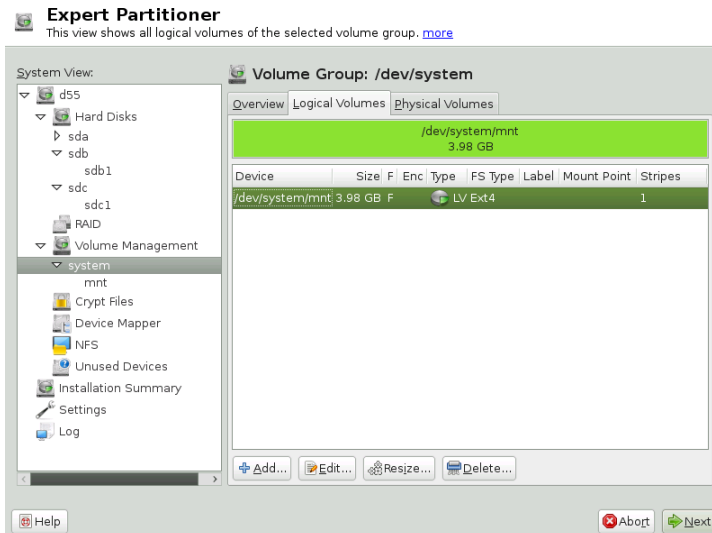 Expert Partitioner
This view shows all logical volumes of the selected volume group. more
System View:
d55
Hard Disks
sda
sdb
sdb1
sdc
sdc1
RAID
Volume Management
system
mnt
Crypt Files
Device Mapper
NFS
Unused Devices
Installation Summary
Settings
Log
Volume Group: /dev/system
Overview Logical Volumes Physical Volumes
/dev/system/mnt
3.98 GB
Device Size F Enc Type FS Type Label Mount Point Stripes
/dev/system/mnt 3.98 GB F LV Ext4 1
Add... Edit... Resize... Delete...
Help Abort Next